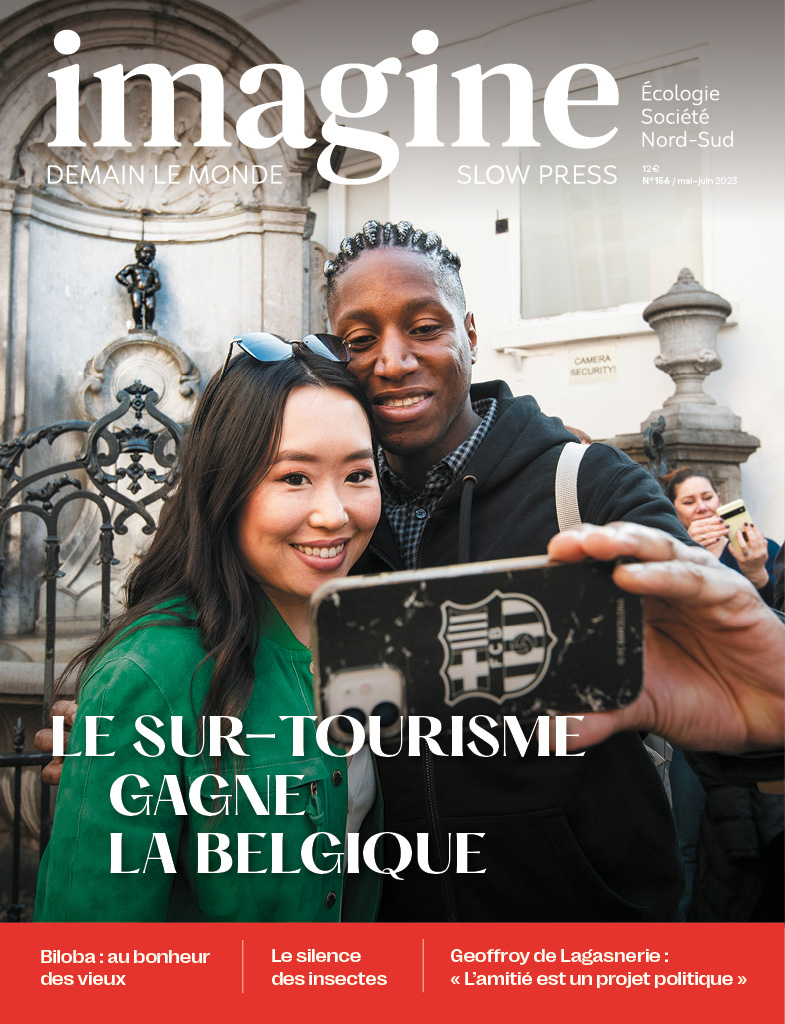 imagine
DEMAIN LE MONDE
SLOW PRESS
Écologie
Société
Nord-Sud
12€
N°156 / mai-juin 2023
CAMERA
SECURITY!
FCB
FC BARCELONA
LE SUR-TOURISME
GAGNE
LA BELGIQUE
Biloba : au bonheur
des vieux
Le silence
des insectes
Geoffroy de Lagasnerie :
« L’amitié est un projet politique »